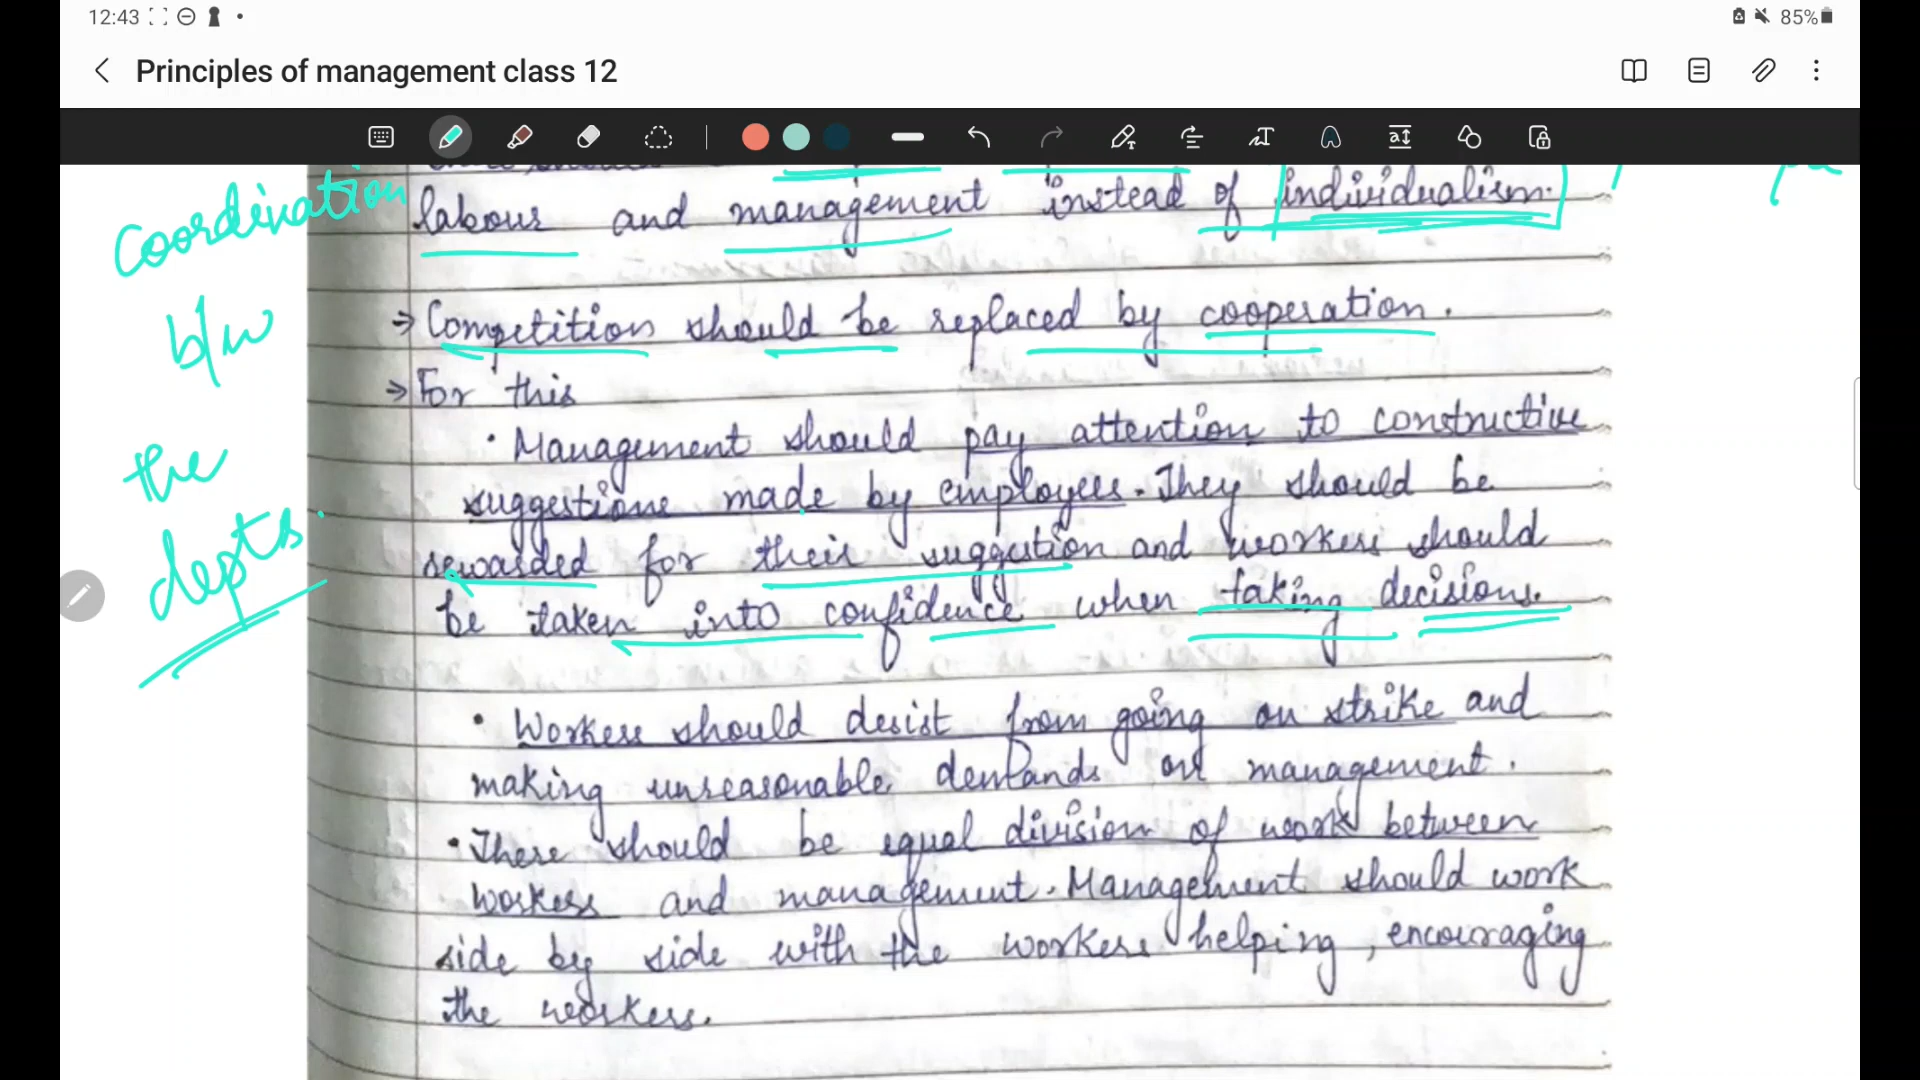 12:43
85%
Principles of management class 12
Coordination
b/w
the
depts.
labour and management instead of individualism.
→ Competition should be replaced by cooperation.
→ For this
• Management should pay attention to constructive
suggestions made by employees. They should be
rewarded for their suggestion and workers should
be taken into confidence when taking decisions.
• Workers should desist from going on strike and
making unreasonable demands on management.
• There should be equal division of work between
workers and management. Management should work
side by side with the workers helping, encouraging
the workers.